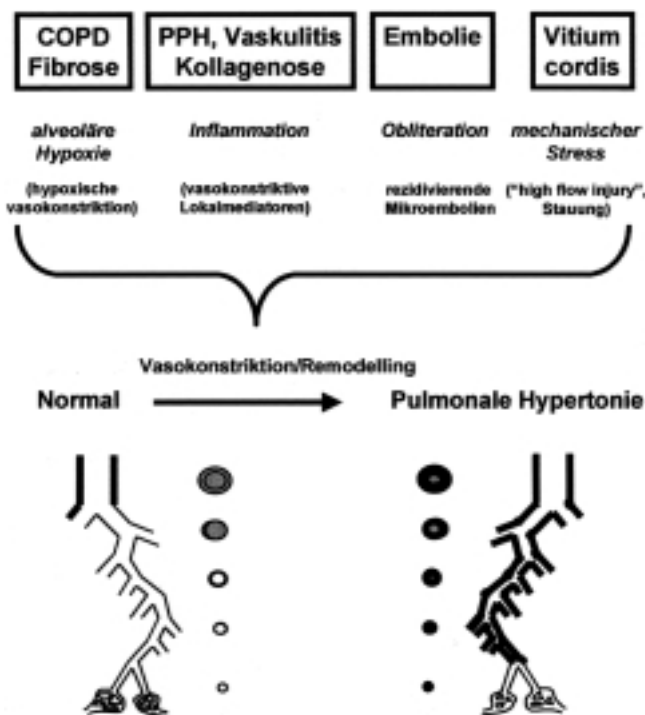 COPD
Fibrose
PPH, Vaskulitis
Kollagenose
Embolie
Vitium
cordis
alveoläre
Hypoxie
Inflammation
Obliteration
mechanischer
Stress
(hypoxische
vasokonstriktion)
(vasokonstriktive
Lokalmediatoren)
rezidivierende
Mikroembolien
("high flow injury",
Stauung)
Vasokonstriktion/Remodelling
Normal
Pulmonale Hypertonie